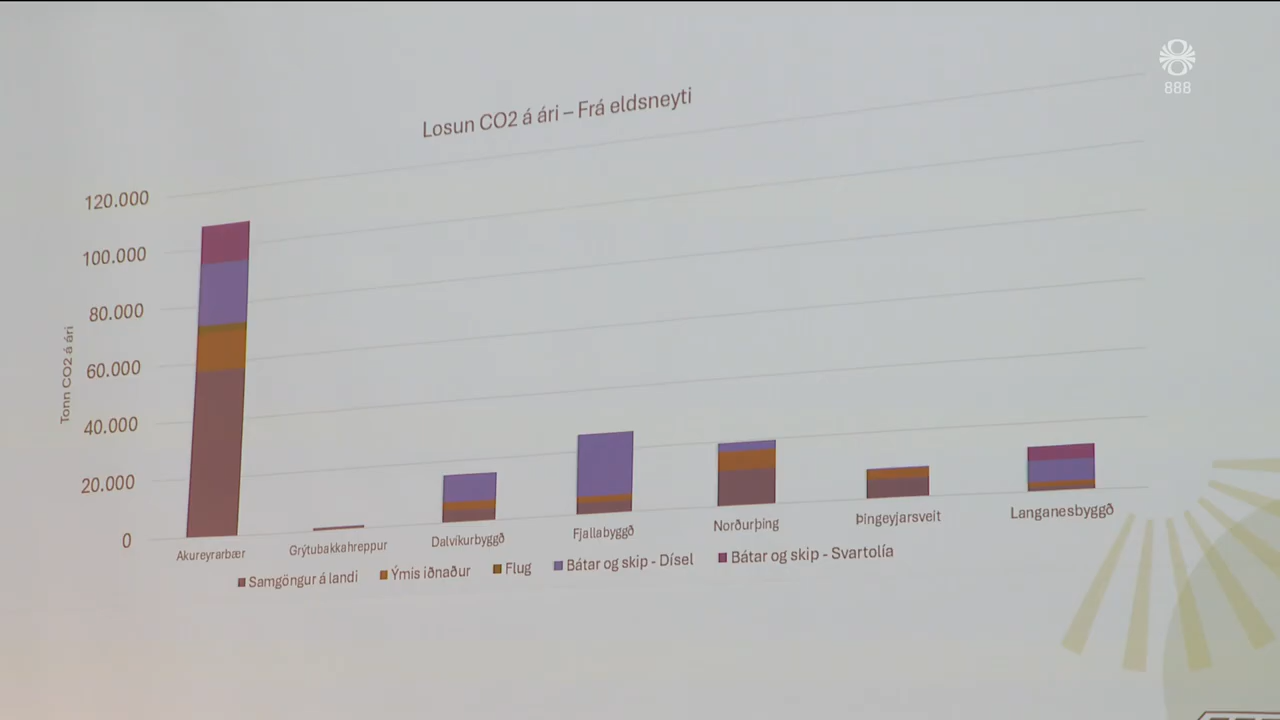 888
Losun CO2 á ári – Frá eldsneyti
120.000
100.000
80.000
60.000
40.000
20.000
0
Tonn CO2 á ári
Akureyrarbær
Grýtubakkahreppur
Dalvíkurbyggð
Fjallabyggð
Norðurþing
Þingeyjarsveit
Langanesbyggð
Samgöngur á landi
Ýmis iðnaður
Flug
Bátar og skip - Dísel
Bátar og skip - Svartolía